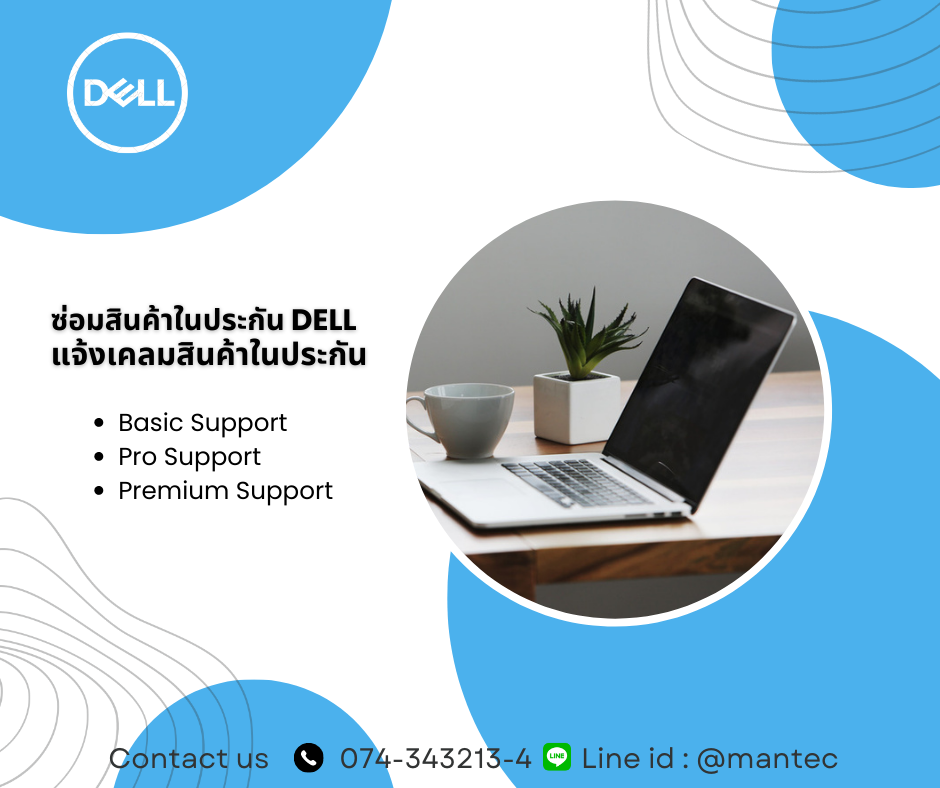 DELL
ซ่อมสินค้าในประกัน DELL
แจ้งเคลมสินค้าในประกัน
Basic Support
Pro Support
Premium Support
Contact us 074-343213-4 LINE Line id : @mantec